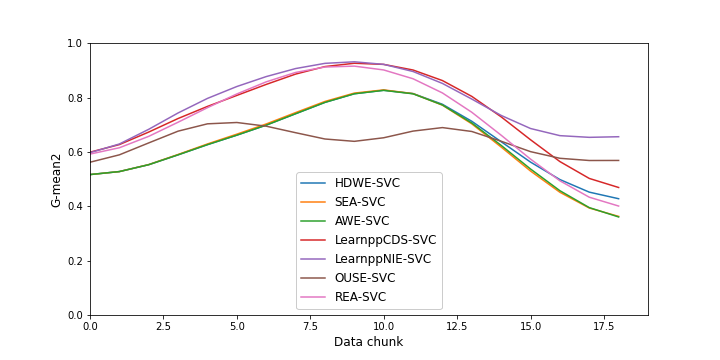 1.0
0.8
0.6
0.4
0.2
0.0
G-mean2
HDWE-SVC
SEA-SVC
AWE-SVC
LearnppCDS-SVC
LearnppNIE-SVC
OUSE-SVC
REA-SVC
0.0 2.5 5.0 7.5 10.0 12.5 15.0 17.5
Data chunk